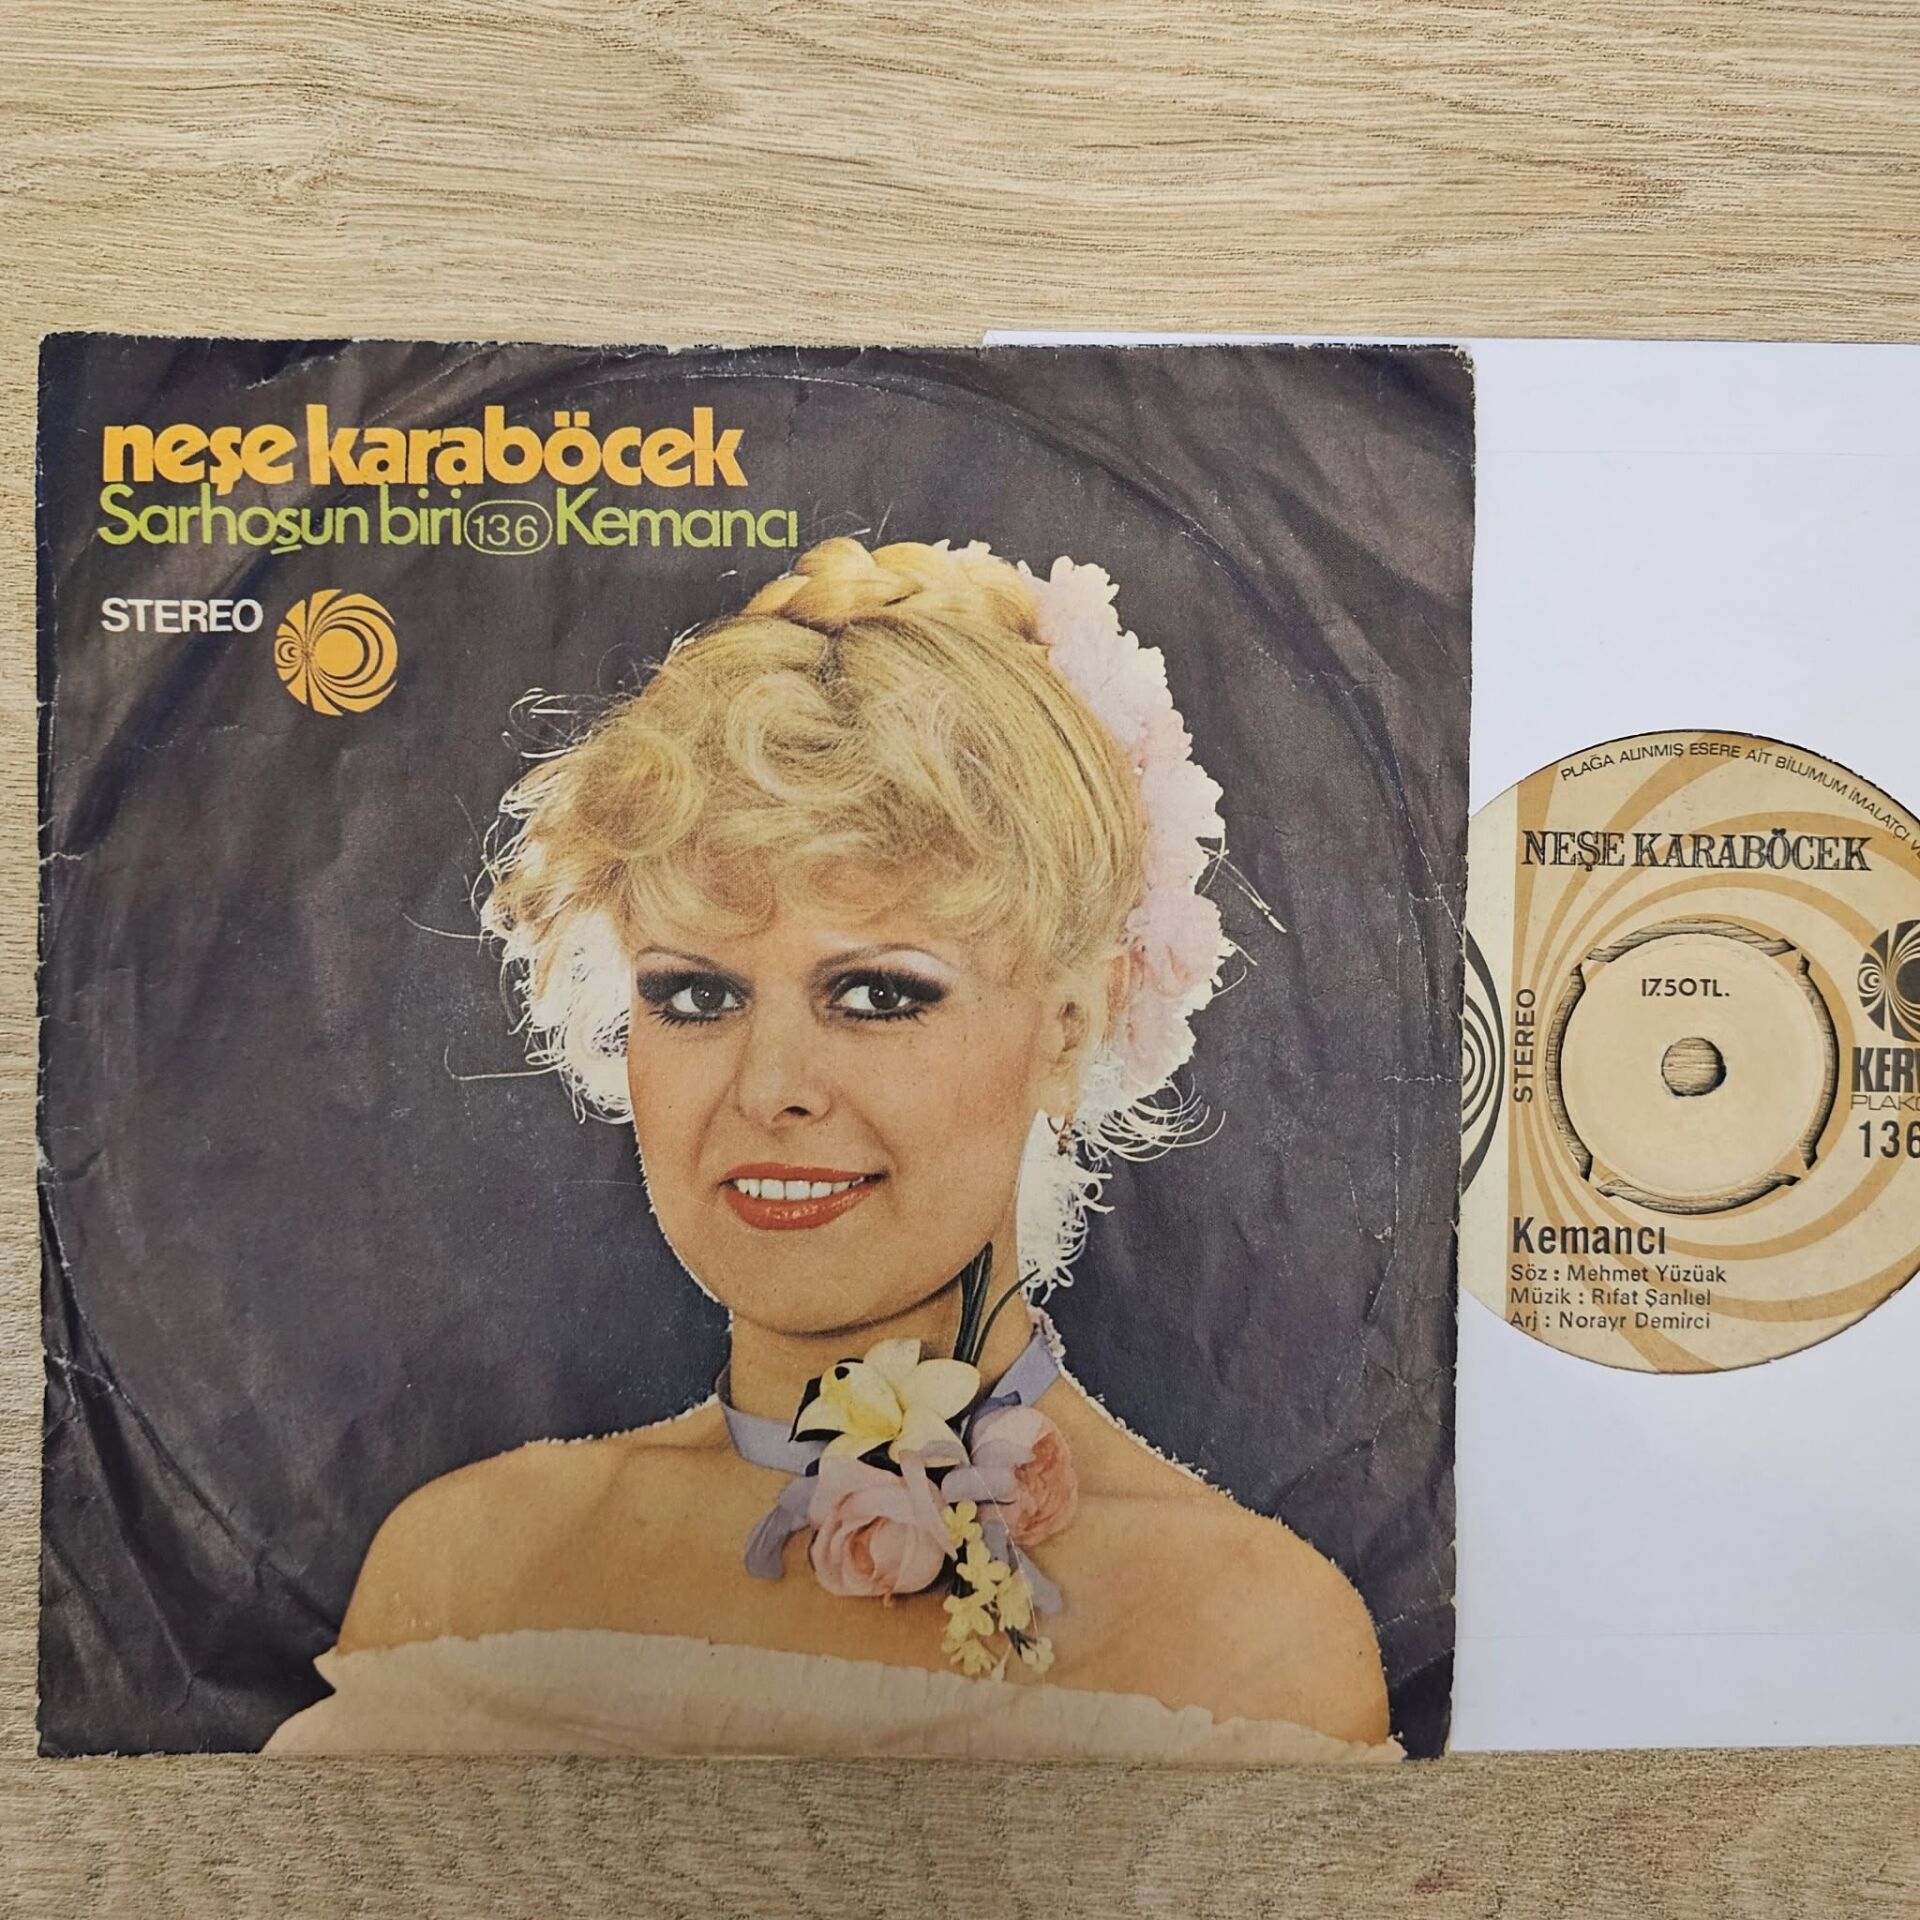 neşe karaböcek
Sarhoşun biri 136 Kemancı
STEREO
PLAĞA ALINMIŞ ESERE AİT BİLUMUM İMALATÇI
NEŞE KARABÖCEK
17.50 TL.
STEREO
136
Kemancı
Söz : Mehmet Yüzüak
Müzik : Rıfat Şanlıel
Arj : Norayr Demirci